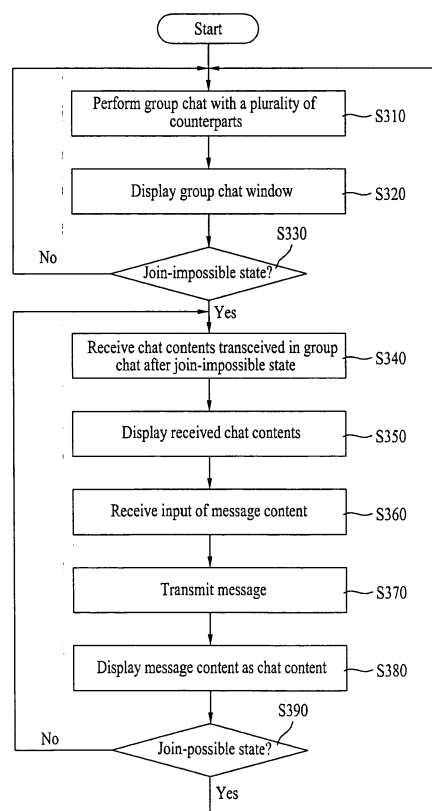 Start
Perform group chat with a plurality of
counterparts
S310
Display group chat window
S320
S330
Join-impossible state?
No
Yes
Receive chat contents transceived in group
chat after join-impossible state
S340
Display received chat contents
S350
Receive input of message content
S360
Transmit message
S370
Display message content as chat content
S380
S390
Join-possible state?
No
Yes